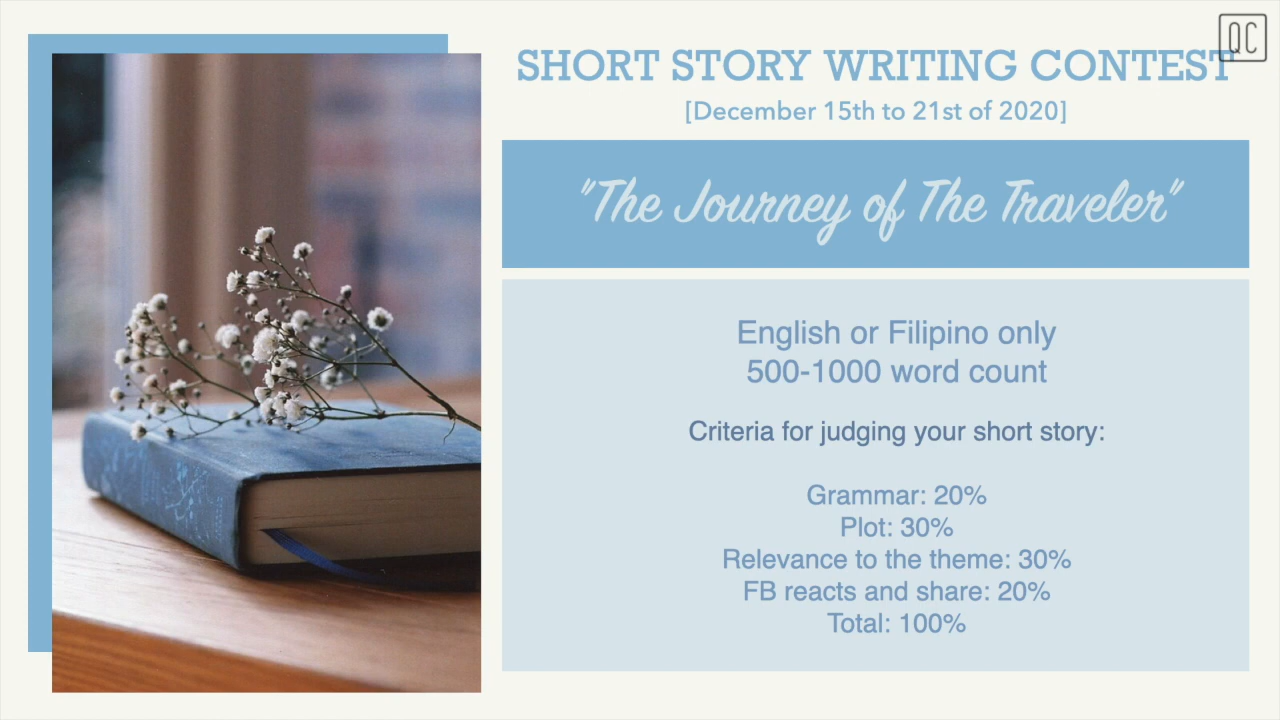 QC
SHORT STORY WRITING CONTEST
[December 15th to 21st of 2020]
"The Journey of The Traveler"
English or Filipino only
500-1000 word count
Criteria for judging your short story:
Grammar: 20%
Plot: 30%
Relevance to the theme: 30%
FB reacts and share: 20%
Total: 100%